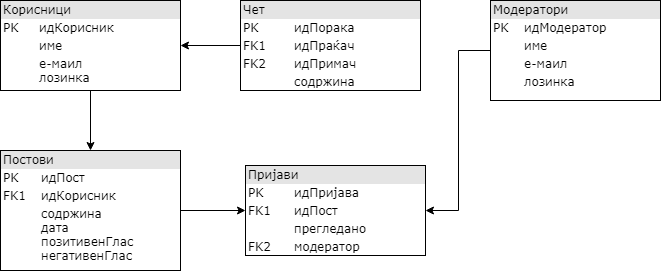 Корисници
PK идКорисник
име
е-маил
лозинка
Чет
PK идПорака
FK1 идПраќач
FK2 идПримач
содржина
Модератори
PK идМодератор
име
е-маил
лозинка
Постови
PK идПост
FK1 идКорисник
содржина
дата
позитивенГлас
негативенГлас
Пријави
PK идПријава
FK1 идПост
прегледано
FK2 модератор